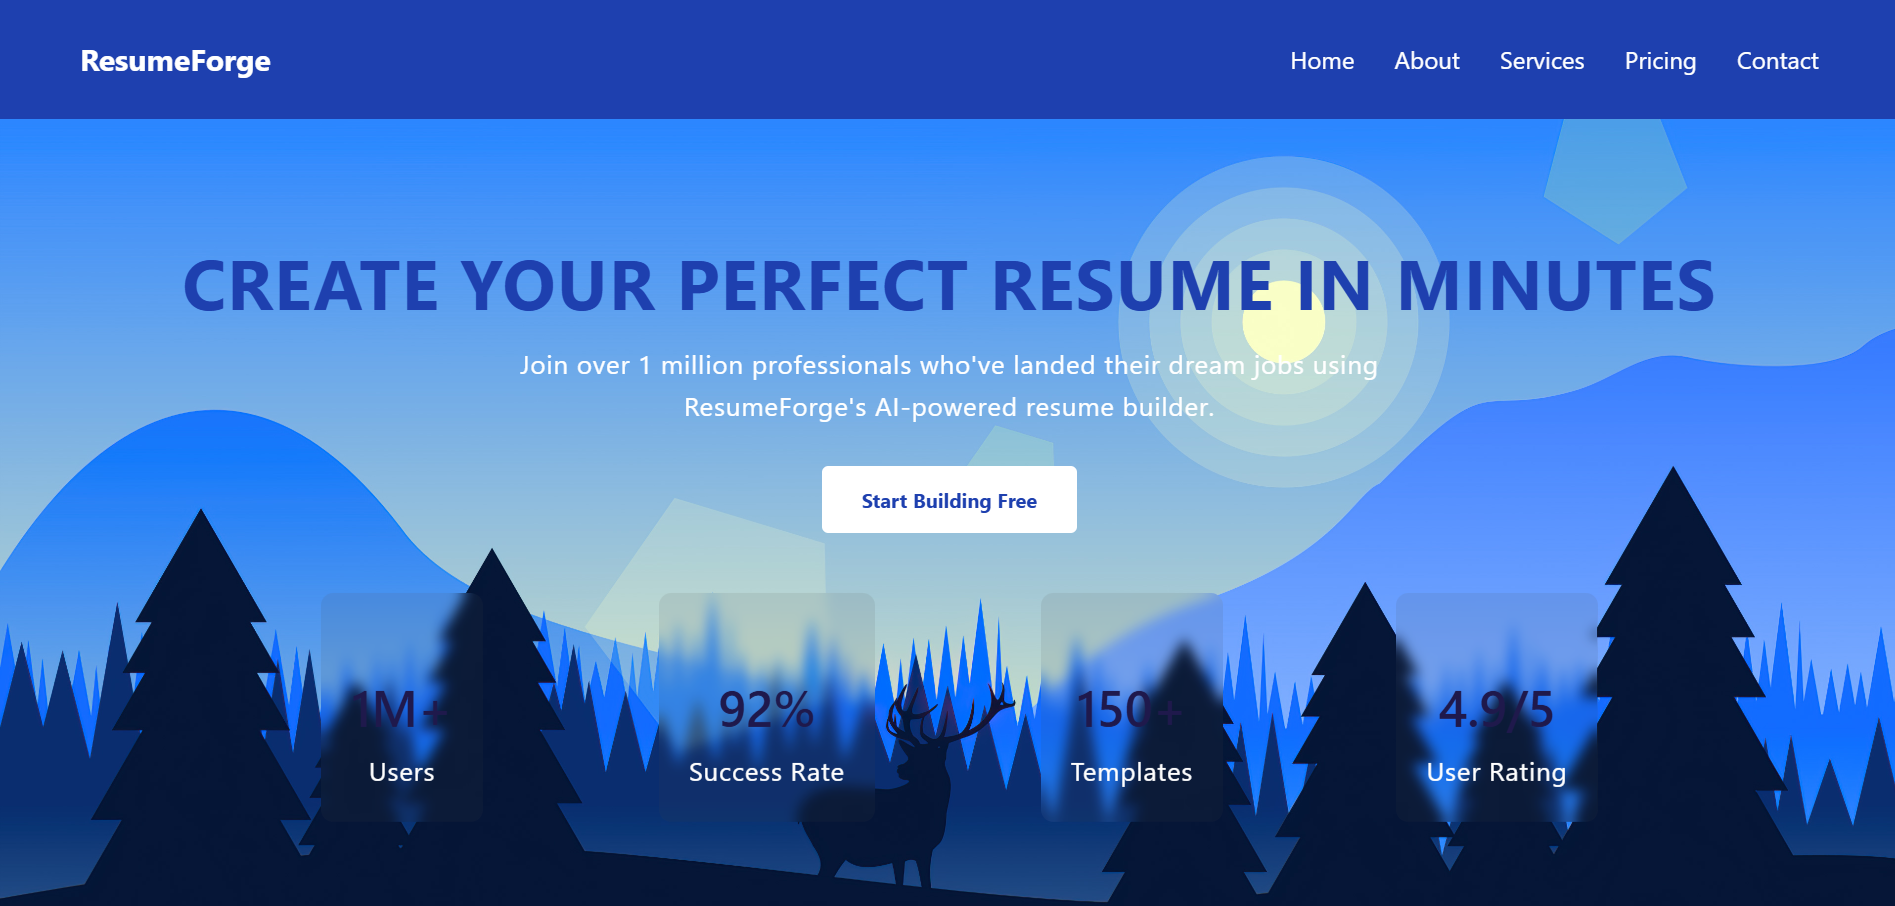 ResumeForge
Home About Services Pricing Contact
CREATE YOUR PERFECT RESUME IN MINUTES
Join over 1 million professionals who've landed their dream jobs using
ResumeForge's AI-powered resume builder.
Start Building Free
1M+ 92% 150+ 4.9/5
Users Success Rate Templates User Rating